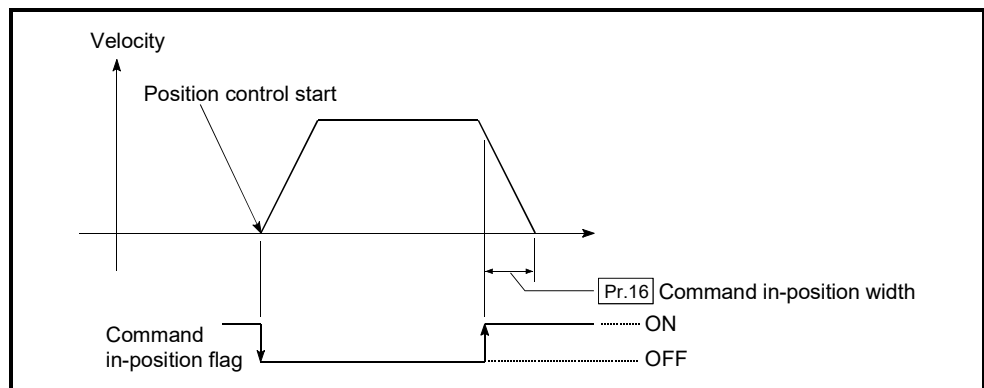 Velocity
Position control start
Pr.16 Command in-position width
Command
in-position flag
ON
OFF